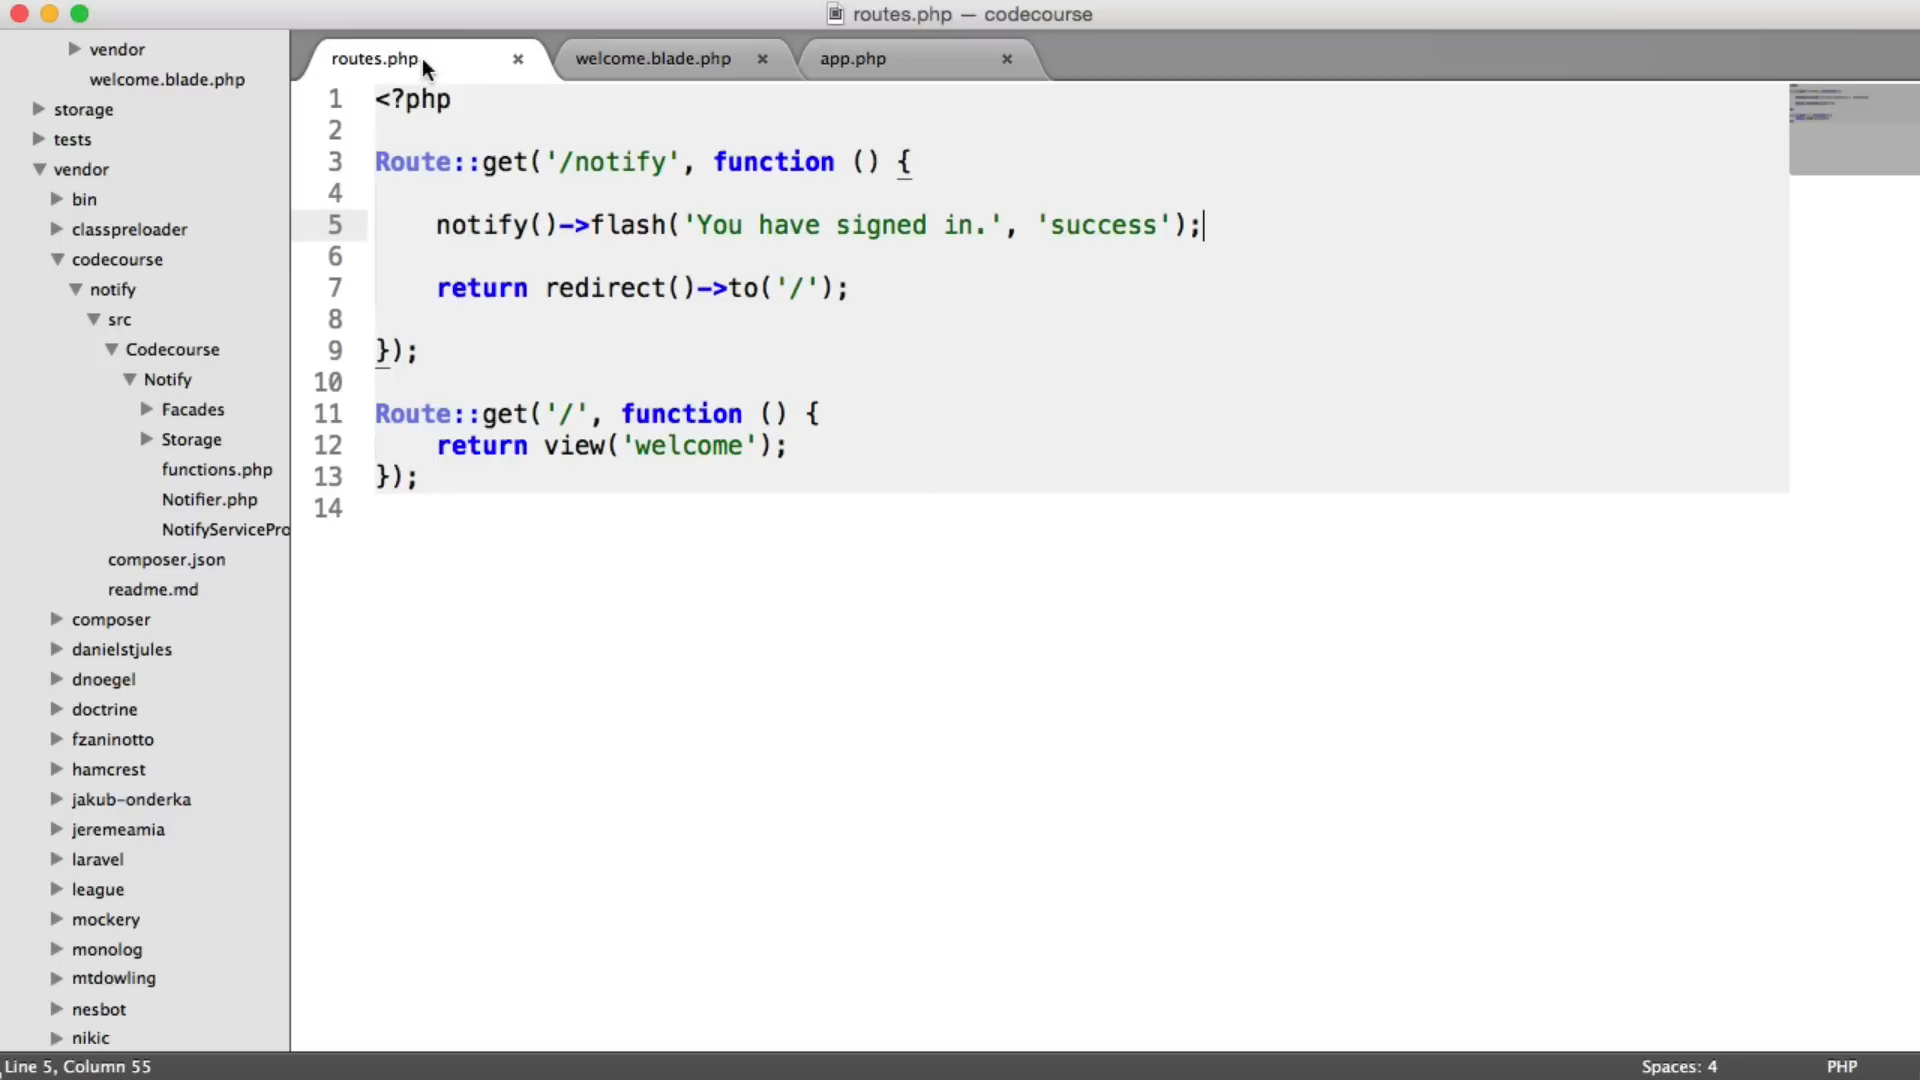 routes.php — codecourse
vendor
welcome.blade.php
storage
tests
vendor
bin
classpreloader
codecourse
notify
src
Codecourse
Notify
Facades
Storage
functions.php
Notifier.php
NotifyServicePro
composer.json
readme.md
composer
danielstjules
dnoegel
doctrine
fzaninotto
hamcrest
jakub-onderka
jeremeamia
laravel
league
mockery
monolog
mtdowling
nesbot
nikic
routes.php
welcome.blade.php
app.php
1 <?php
2
3 Route::get('/notify', function () {
4
5     notify()->flash('You have signed in.', 'success');
6
7     return redirect()->to('/');
8
9 });
10
11 Route::get('/', function () {
12     return view('welcome');
13 });
14
Line 5, Column 55
Spaces: 4
PHP